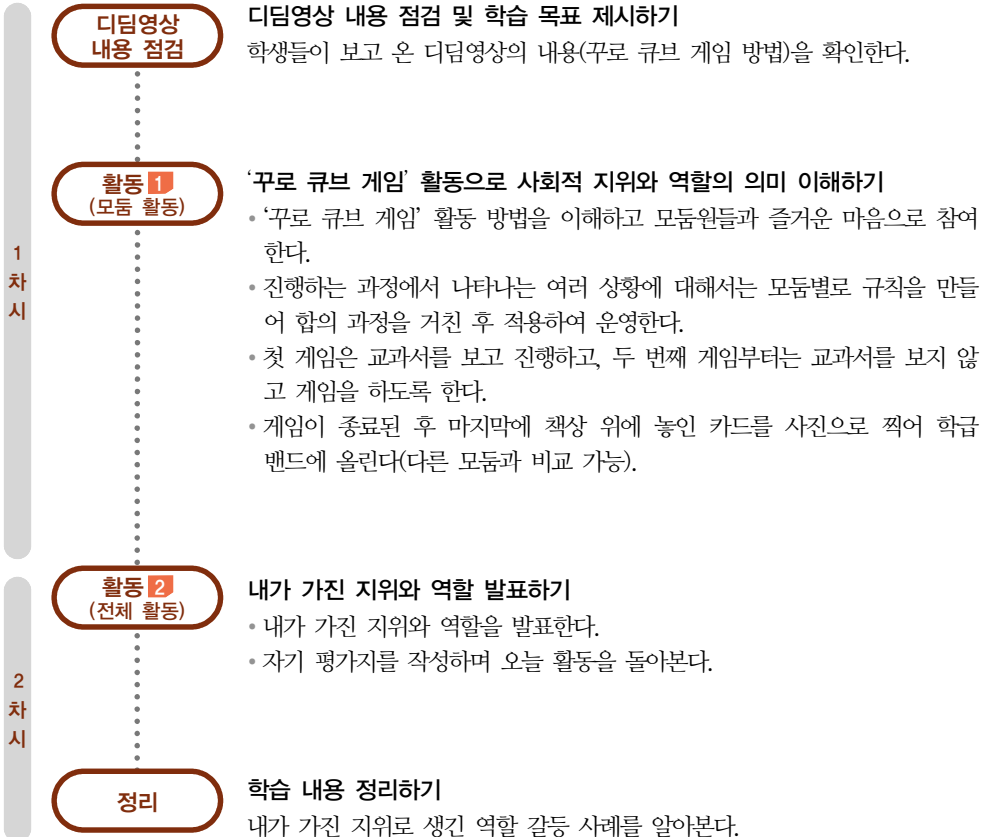 디딤영상
내용 점검
디딤영상 내용 점검 및 학습 목표 제시하기
학생들이 보고 온 디딤영상의 내용(꾸로 큐브 게임 방법)을 확인한다.
1
차
시
활동 1
(모둠 활동)
‘꾸로 큐브 게임’ 활동으로 사회적 지위와 역할의 의미 이해하기
• ‘꾸로 큐브 게임’ 활동 방법을 이해하고 모둠원들과 즐거운 마음으로 참여
한다.
• 진행하는 과정에서 나타나는 여러 상황에 대해서는 모둠별로 규칙을 만들
어 합의 과정을 거친 후 적용하여 운영한다.
• 첫 게임은 교과서를 보고 진행하고, 두 번째 게임부터는 교과서를 보지 않
고 게임을 하도록 한다.
• 게임이 종료된 후 마지막에 책상 위에 놓인 카드를 사진으로 찍어 학급
밴드에 올린다(다른 모둠과 비교 가능).
2
차
시
활동 2
(전체 활동)
내가 가진 지위와 역할 발표하기
• 내가 가진 지위와 역할을 발표한다.
• 자기 평가지를 작성하며 오늘 활동을 돌아본다.
정리
학습 내용 정리하기
내가 가진 지위로 생긴 역할 갈등 사례를 알아본다.